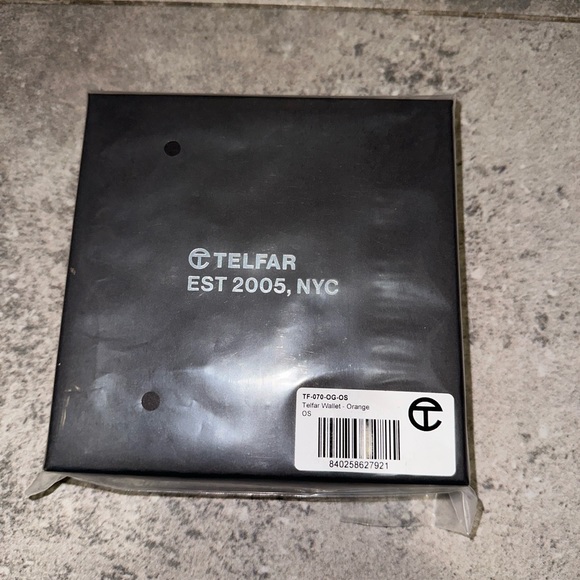 TELFAR
EST 2005, NYC
TF-070-OG-OS
Telfar Wallet - Orange
OS
840258627921